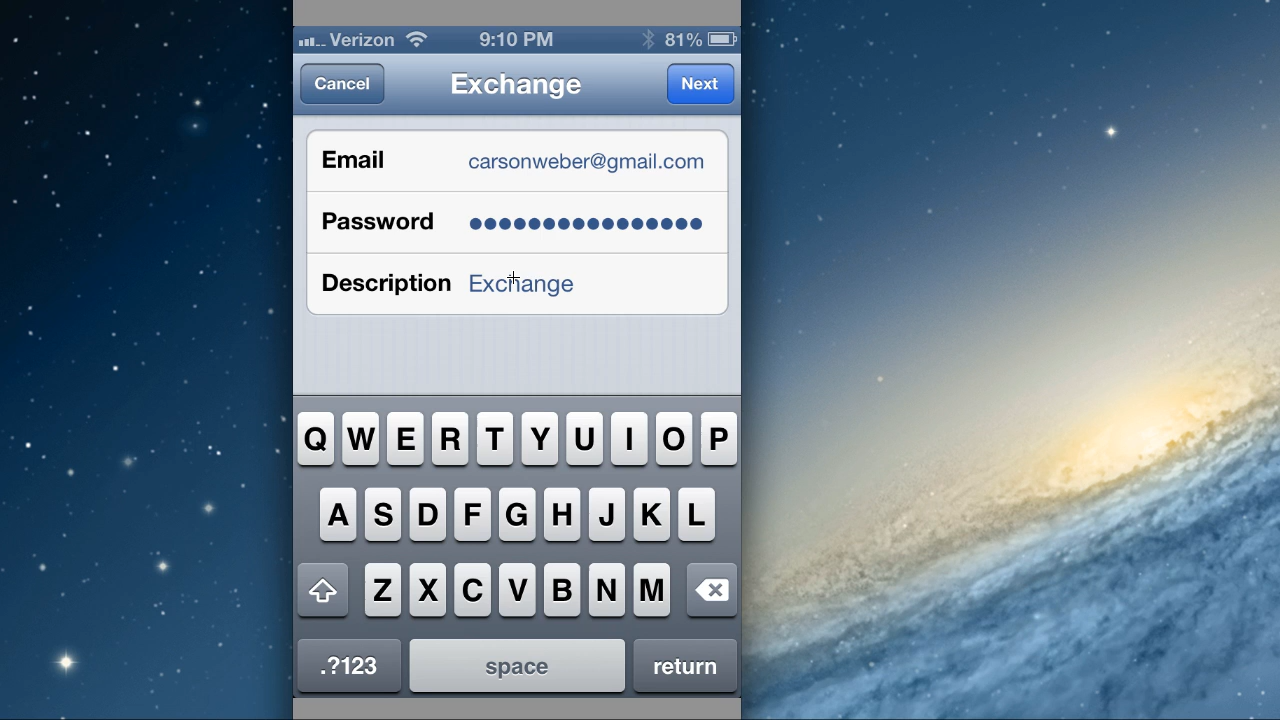 Verizon 9:10 PM 81%
Cancel Exchange Next
Email carsonweber@gmail.com
Password ●●●●●●●●●●●●●●●●
Description Exchange
Q W E R T Y U I O P
A S D F G H J K L
Z X C V B N M
.?123 space return